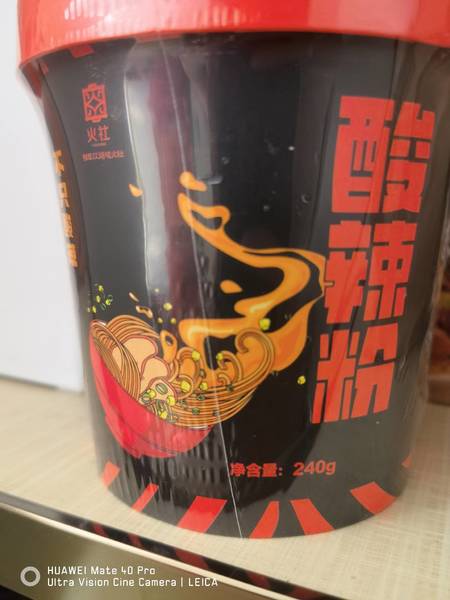 火社
酸辣粉
净含量：240g
HUAWEI Mate 40 Pro
Ultra Vision Cine Camera | LEICA